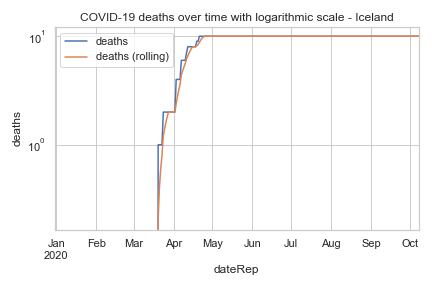 COVID-19 deaths over time with logarithmic scale - Iceland
deaths
deaths (rolling)
10¹
10⁰
deaths
Jan Feb Mar Apr May Jun Jul Aug Sep Oct
2020
dateRep